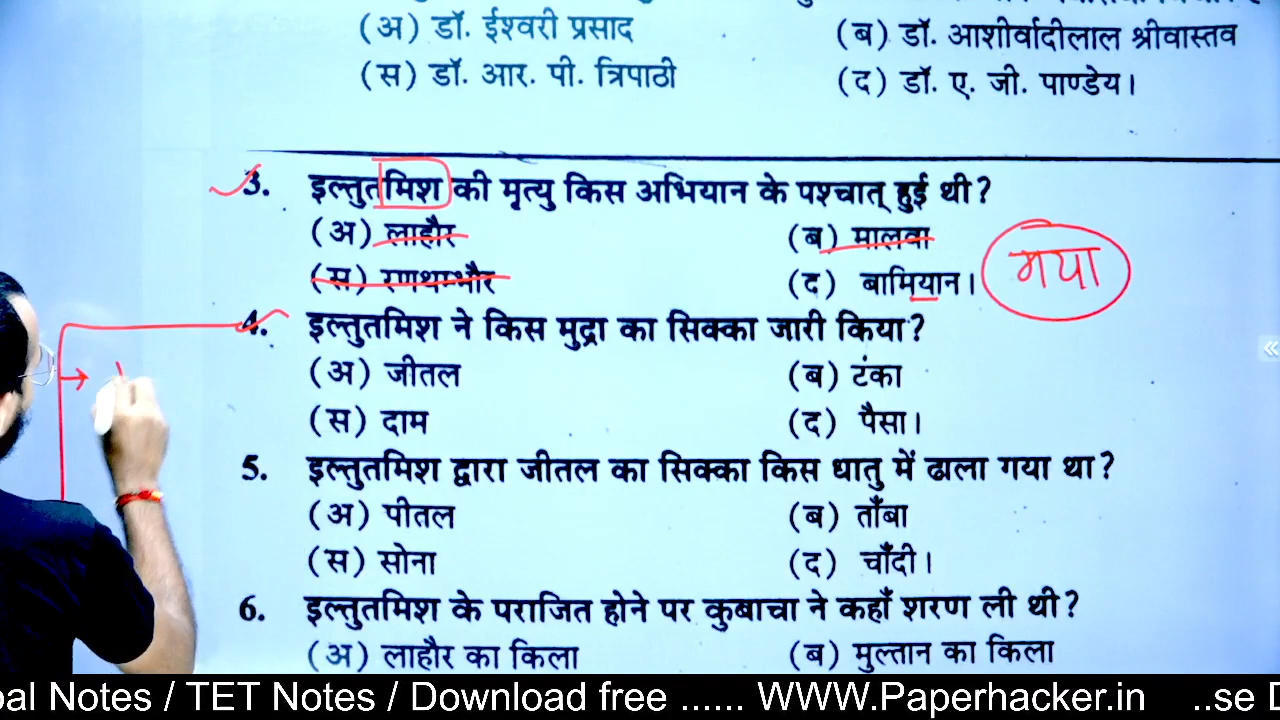 (अ) डॉ. ईश्वरी प्रसाद (ब) डॉ. आशीर्वादीलाल श्रीवास्तव
(स) डॉ. आर. पी. त्रिपाठी (द) डॉ. ए. जी. पाण्डेय।
3. इल्तुतमिश की मृत्यु किस अभियान के पश्चात् हुई थी?
(अ) लाहौर (ब) मालवा
(स) रणथम्भौर (द) बामियान। गया
4. इल्तुतमिश ने किस मुद्रा का सिक्का जारी किया?
(अ) जीतल (ब) टंका
(स) दाम (द) पैसा।
5. इल्तुतमिश द्वारा जीतल का सिक्का किस धातु में ढाला गया था?
(अ) पीतल (ब) ताँबा
(स) सोना (द) चाँदी।
6. इल्तुतमिश के पराजित होने पर कुबाचा ने कहाँ शरण ली थी?
(अ) लाहौर का किला (ब) मुल्तान का किला
Notes / TET Notes / Download free ...... WWW.Paperhacker.in ..se